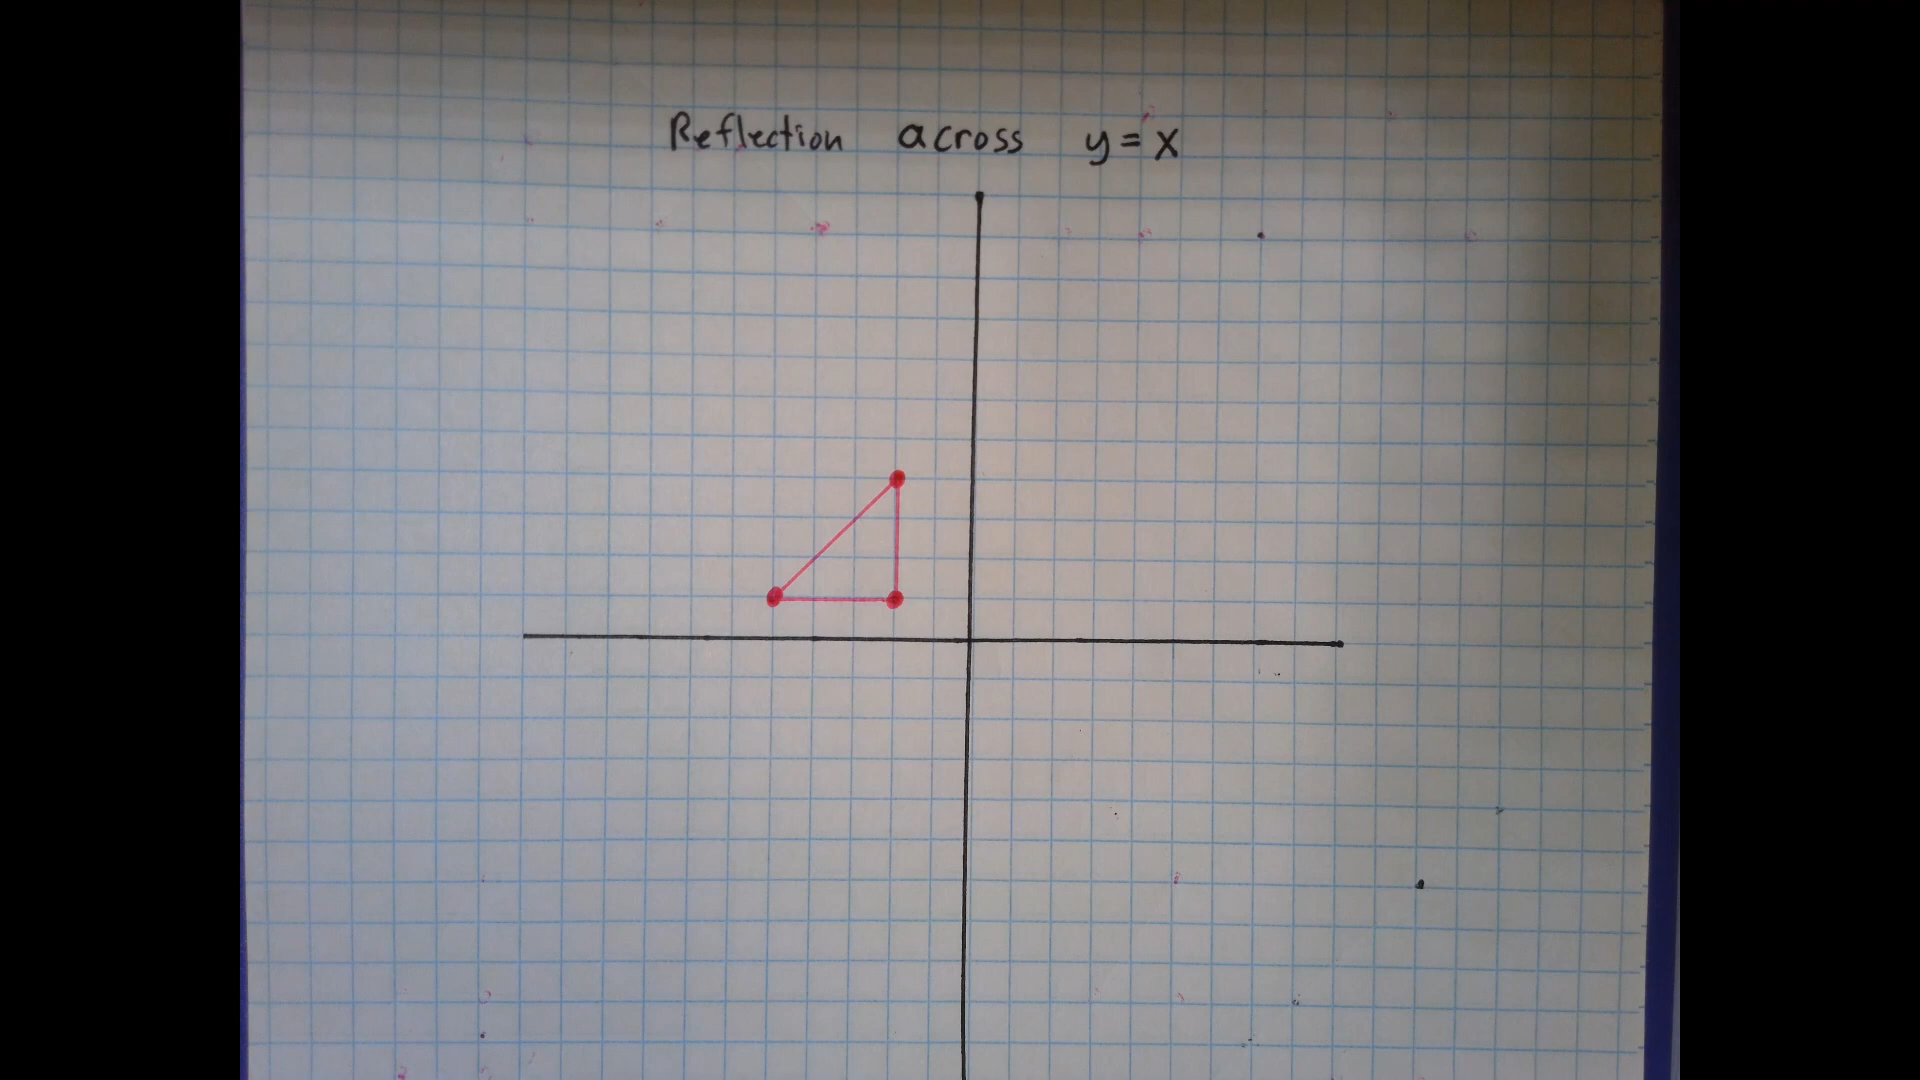 Reflection across y = x